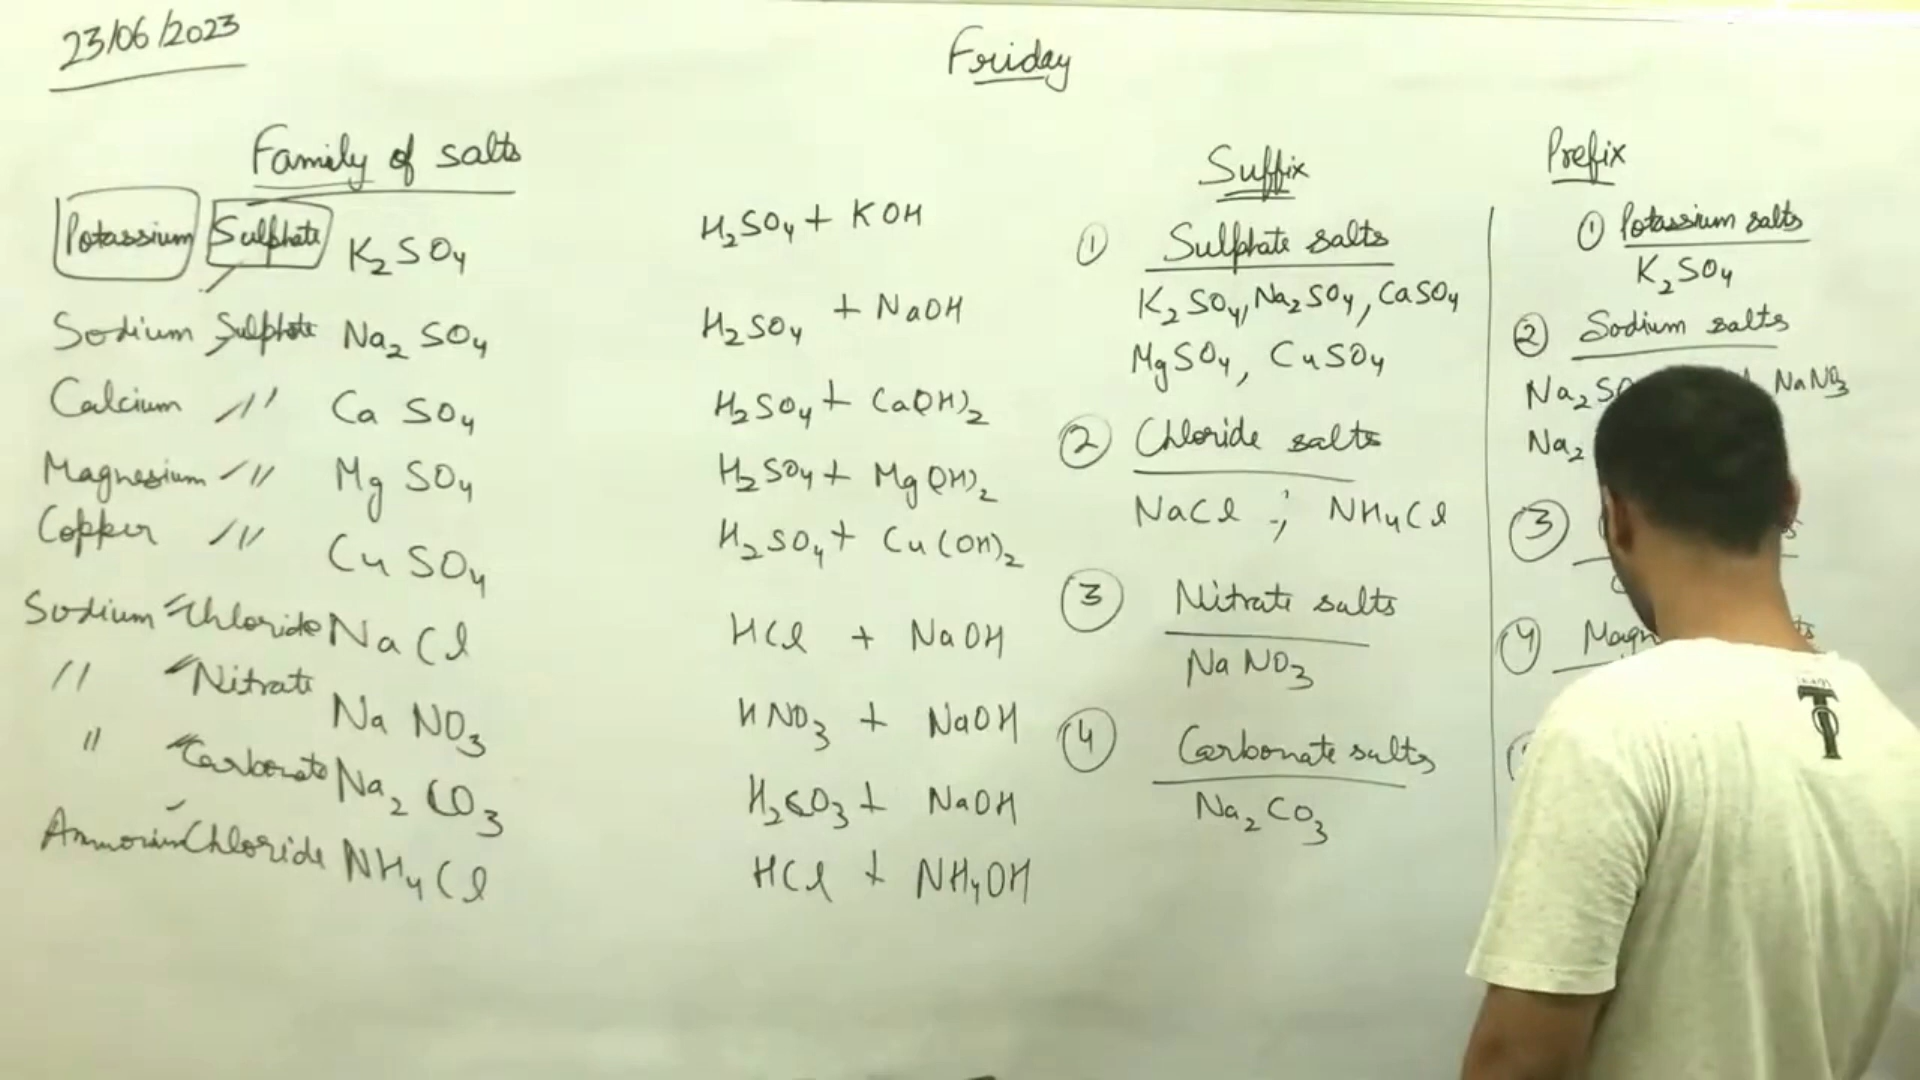 23/06/2023
Friday
Family of salts
Potassium Sulphate K₂SO₄
Sodium Sulphate Na₂SO₄
Calcium -//- CaSO₄
Magnesium -//- MgSO₄
Copper -//- CuSO₄
Sodium Chloride NaCl
// Nitrate NaNO₃
// Carbonate Na₂CO₃
Ammonium Chloride NH₄Cl
H₂SO₄ + KOH
H₂SO₄ + NaOH
H₂SO₄ + Ca(OH)₂
H₂SO₄ + Mg(OH)₂
H₂SO₄ + Cu(OH)₂
HCl + NaOH
HNO₃ + NaOH
H₂CO₃ + NaOH
HCl + NH₄OH
Suffix
① Sulphate salts
K₂SO₄, Na₂SO₄, CaSO₄
MgSO₄, CuSO₄
② Chloride salts
NaCl ; NH₄Cl
③ Nitrate salts
NaNO₃
④ Carbonate salts
Na₂CO₃
Prefix
① Potassium salts
K₂SO₄
② Sodium salts
Na₂SO NaNO₃
Na₂
③
④ Magn